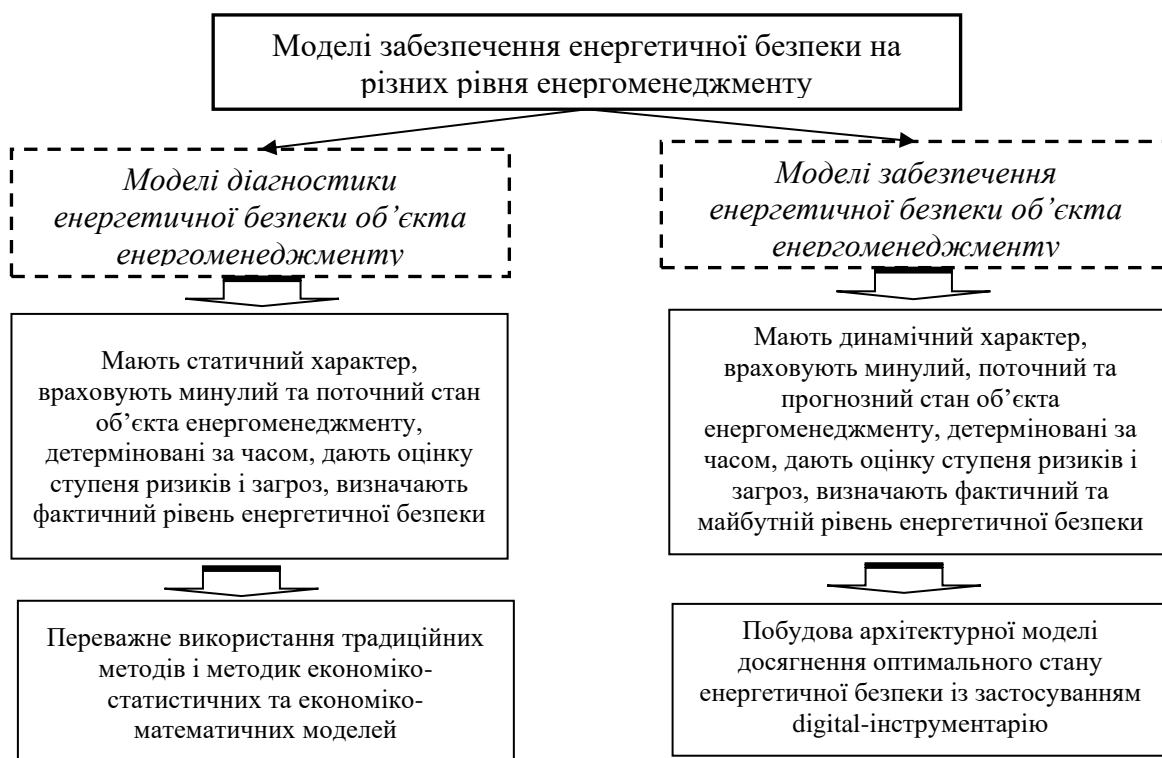 Моделі забезпечення енергетичної безпеки на
різних рівня енергоменеджменту
Моделі діагностики
енергетичної безпеки об’єкта
енергоменеджменту
Моделі забезпечення
енергетичної безпеки об’єкта
енергоменеджменту
Мають статичний характер,
враховують минулий та поточний стан
об’єкта енергоменеджменту,
детерміновані за часом, дають оцінку
ступеня ризиків і загроз, визначають
фактичний рівень енергетичної безпеки
Мають динамічний характер,
враховують минулий, поточний та
прогнозний стан об’єкта
енергоменеджменту, детерміновані за
часом, дають оцінку ступеня ризиків і
загроз, визначають фактичний та
майбутній рівень енергетичної безпеки
Переважне використання традиційних
методів і методик економіко-
статистичних та економіко-
математичних моделей
Побудова архітектурної моделі
досягнення оптимального стану
енергетичної безпеки із застосуванням
digital-інструментарію